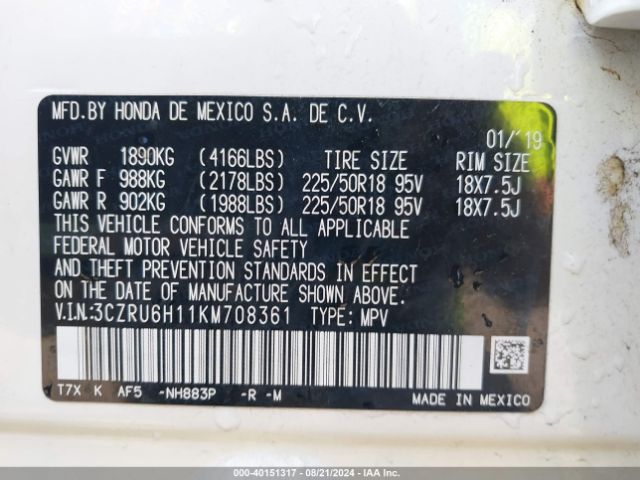 MFD.BY HONDA DE MEXICO S.A. DE C.V.
01/'19
GVWR 1890KG (4166LBS) TIRE SIZE RIM SIZE
GAWR F 988KG (2178LBS) 225/50R18 95V 18X7.5J
GAWR R 902KG (1988LBS) 225/50R18 95V 18X7.5J
THIS VEHICLE CONFORMS TO ALL APPLICABLE
FEDERAL MOTOR VEHICLE SAFETY
AND THEFT PREVENTION STANDARDS IN EFFECT
ON THE DATE OF MANUFACTURE SHOWN ABOVE.
V.I.N:3CZRU6H11KM708361 TYPE: MPV
T7X K AF5 -NH883P -R -M
MADE IN MEXICO
000-40151317 - 08/21/2024 - IAA Inc.